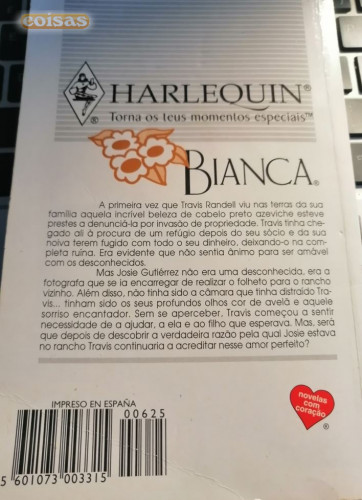 coisas
HARLEQUIN®
®
Torna os teus momentos especiais™
BIANCA®
A primeira vez que Travis Randell viu nas terras da sua
família aquela incrível beleza de cabelo preto azeviche esteve
prestes a denunciá-la por invasão de propriedade. Travis tinha che-
gado ali à procura de um refúgio depois do seu sócio e da sua
noiva terem fugido com todo o seu dinheiro, deixando-o na com-
pleta ruína. Era evidente que não sentia ânimo para ser amável
com os desconhecidos.
Mas Josie Gutiérrez não era uma desconhecida, era a
fotografa que se ia encarregar de realizar o folheto para o rancho
vizinho. Além disso, não tinha sido a câmara que tinha distraído Tra-
vis... tinham sido os seus profundos olhos cor de avelã e aquele
sorriso encantador. Sem se aperceber, Travis começou a sentir
necessidade de a ajudar, a ela e ao filho que esperava. Mas, será
que depois de descobrir a verdadeira razão pela qual Josie estava
no rancho Travis continuaria a acreditar nesse amor perfeito?
novelas
com
coração
®
IMPRESO EN ESPAÑA
00625
5 601073 003315